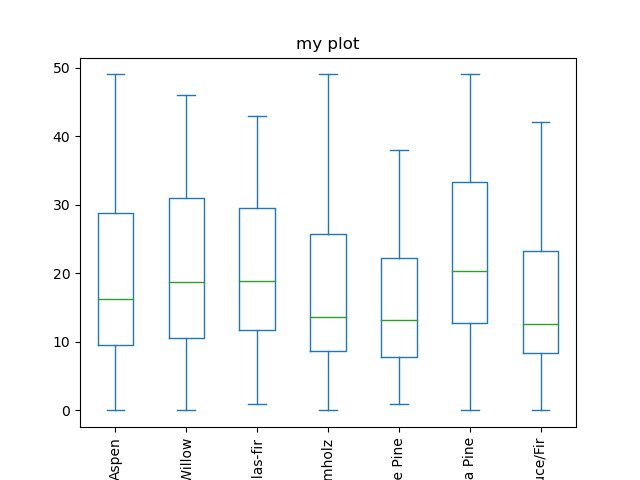 my plot
50
40
30
20
10
0
Aspen
Willow
las-fir
mholz
e Pine
a Pine
uce/Fir